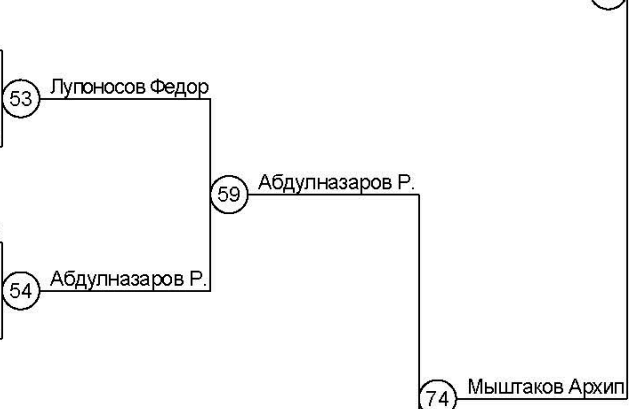 Лупоносов Федор
53
Абдулназаров Р.
59
Абдулназаров Р.
54
Мыштаков Архип
74